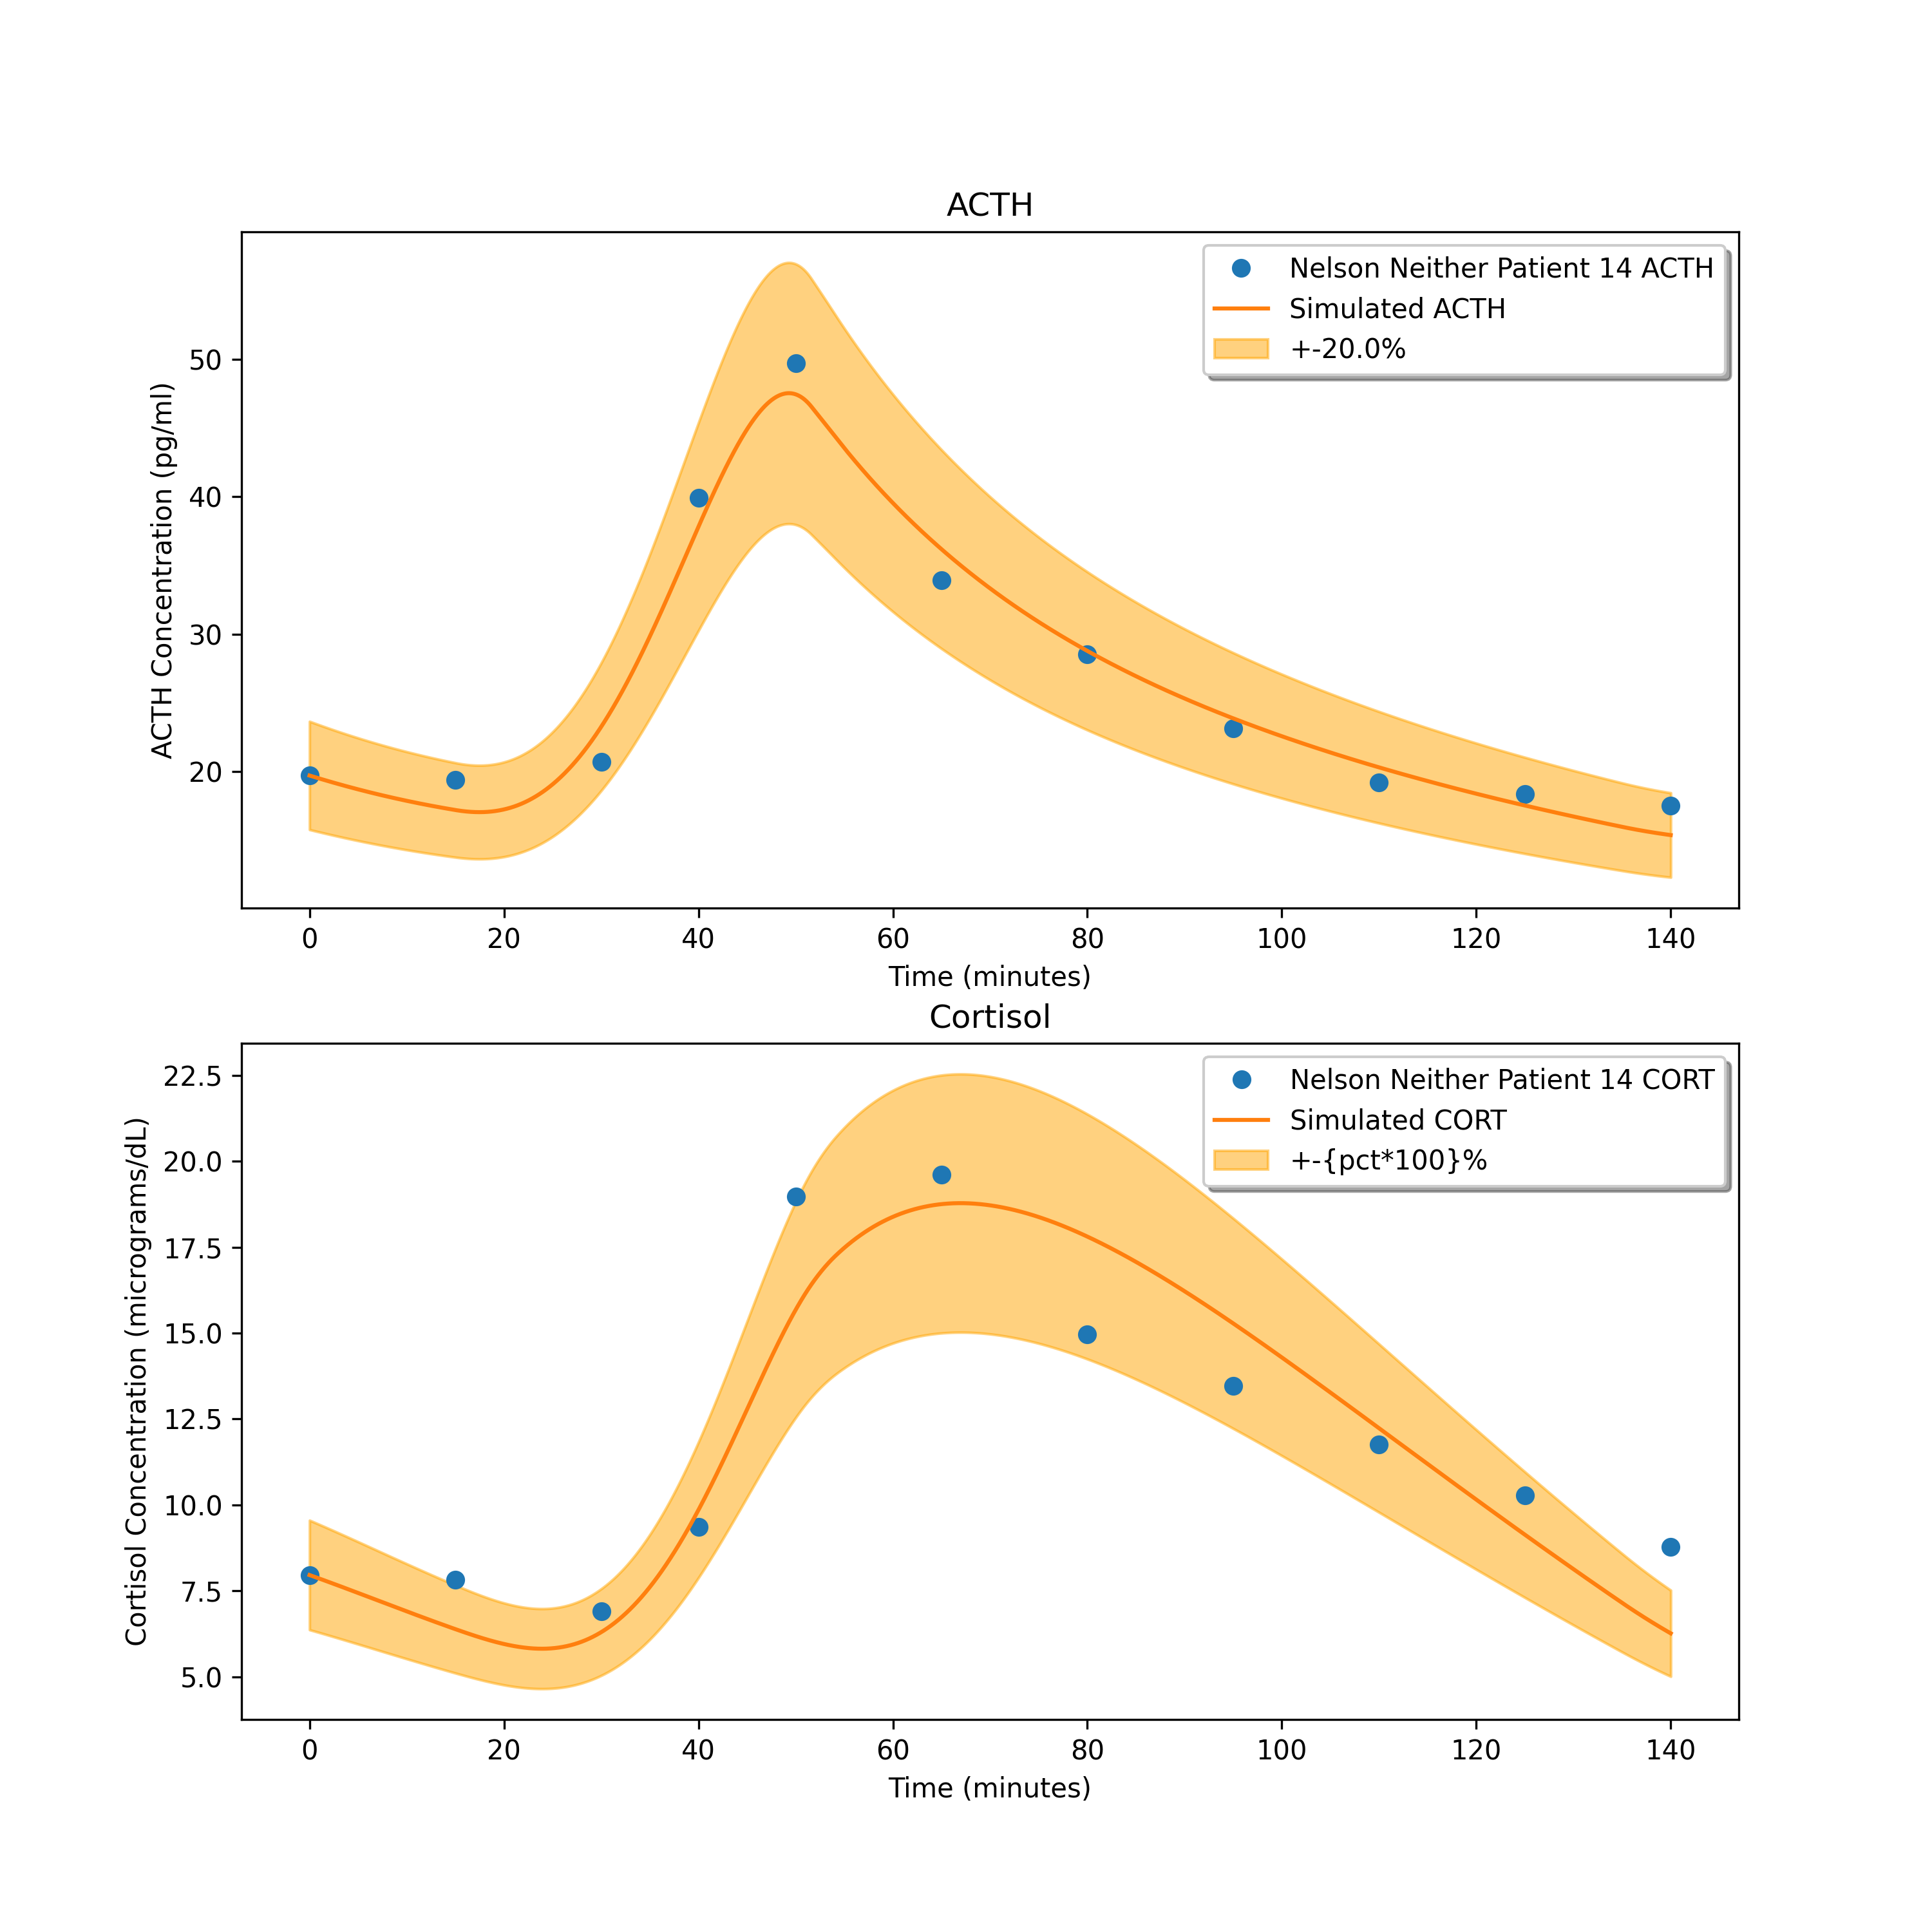 ACTH
Nelson Neither Patient 14 ACTH
Simulated ACTH
+-20.0%
ACTH Concentration (pg/ml)
50
40
30
20
0 20 40 60 80 100 120 140
Time (minutes)
Cortisol
Nelson Neither Patient 14 CORT
Simulated CORT
+-{pct*100}%
Cortisol Concentration (micrograms/dL)
22.5
20.0
17.5
15.0
12.5
10.0
7.5
5.0
0 20 40 60 80 100 120 140
Time (minutes)